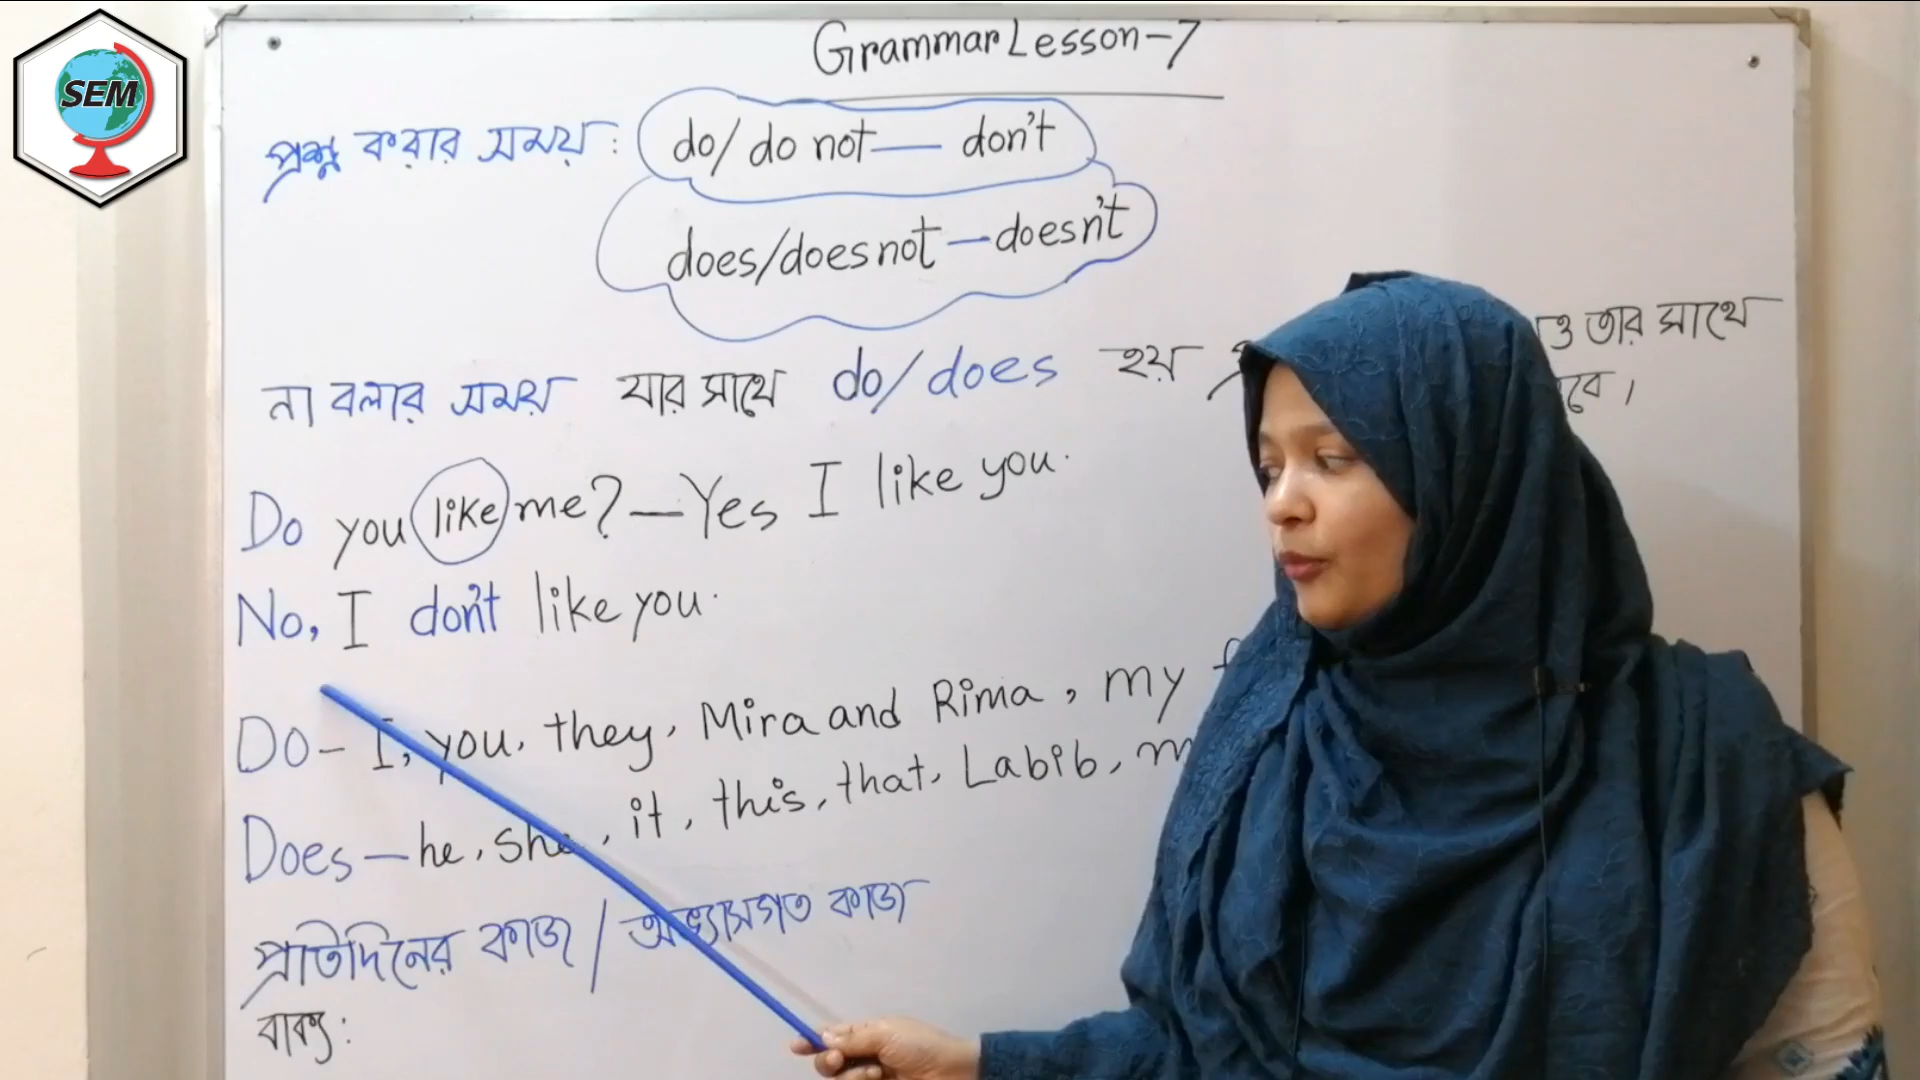 SEM
Grammar Lesson-7
প্রশ্ন করার সময় : do/ do not — don't
does/does not — doesn't
না বলার সময় যার সাথে do/does হয় ও তার সাথে
Do you like me? — Yes I like you.
No, I don't like you.
Do - I, you, they, Mira and Rima, my
Does — he, she, it, this, that, Labib,
প্রতিদিনের কাজ / অভ্যাসগত কাজ
বাক্য :